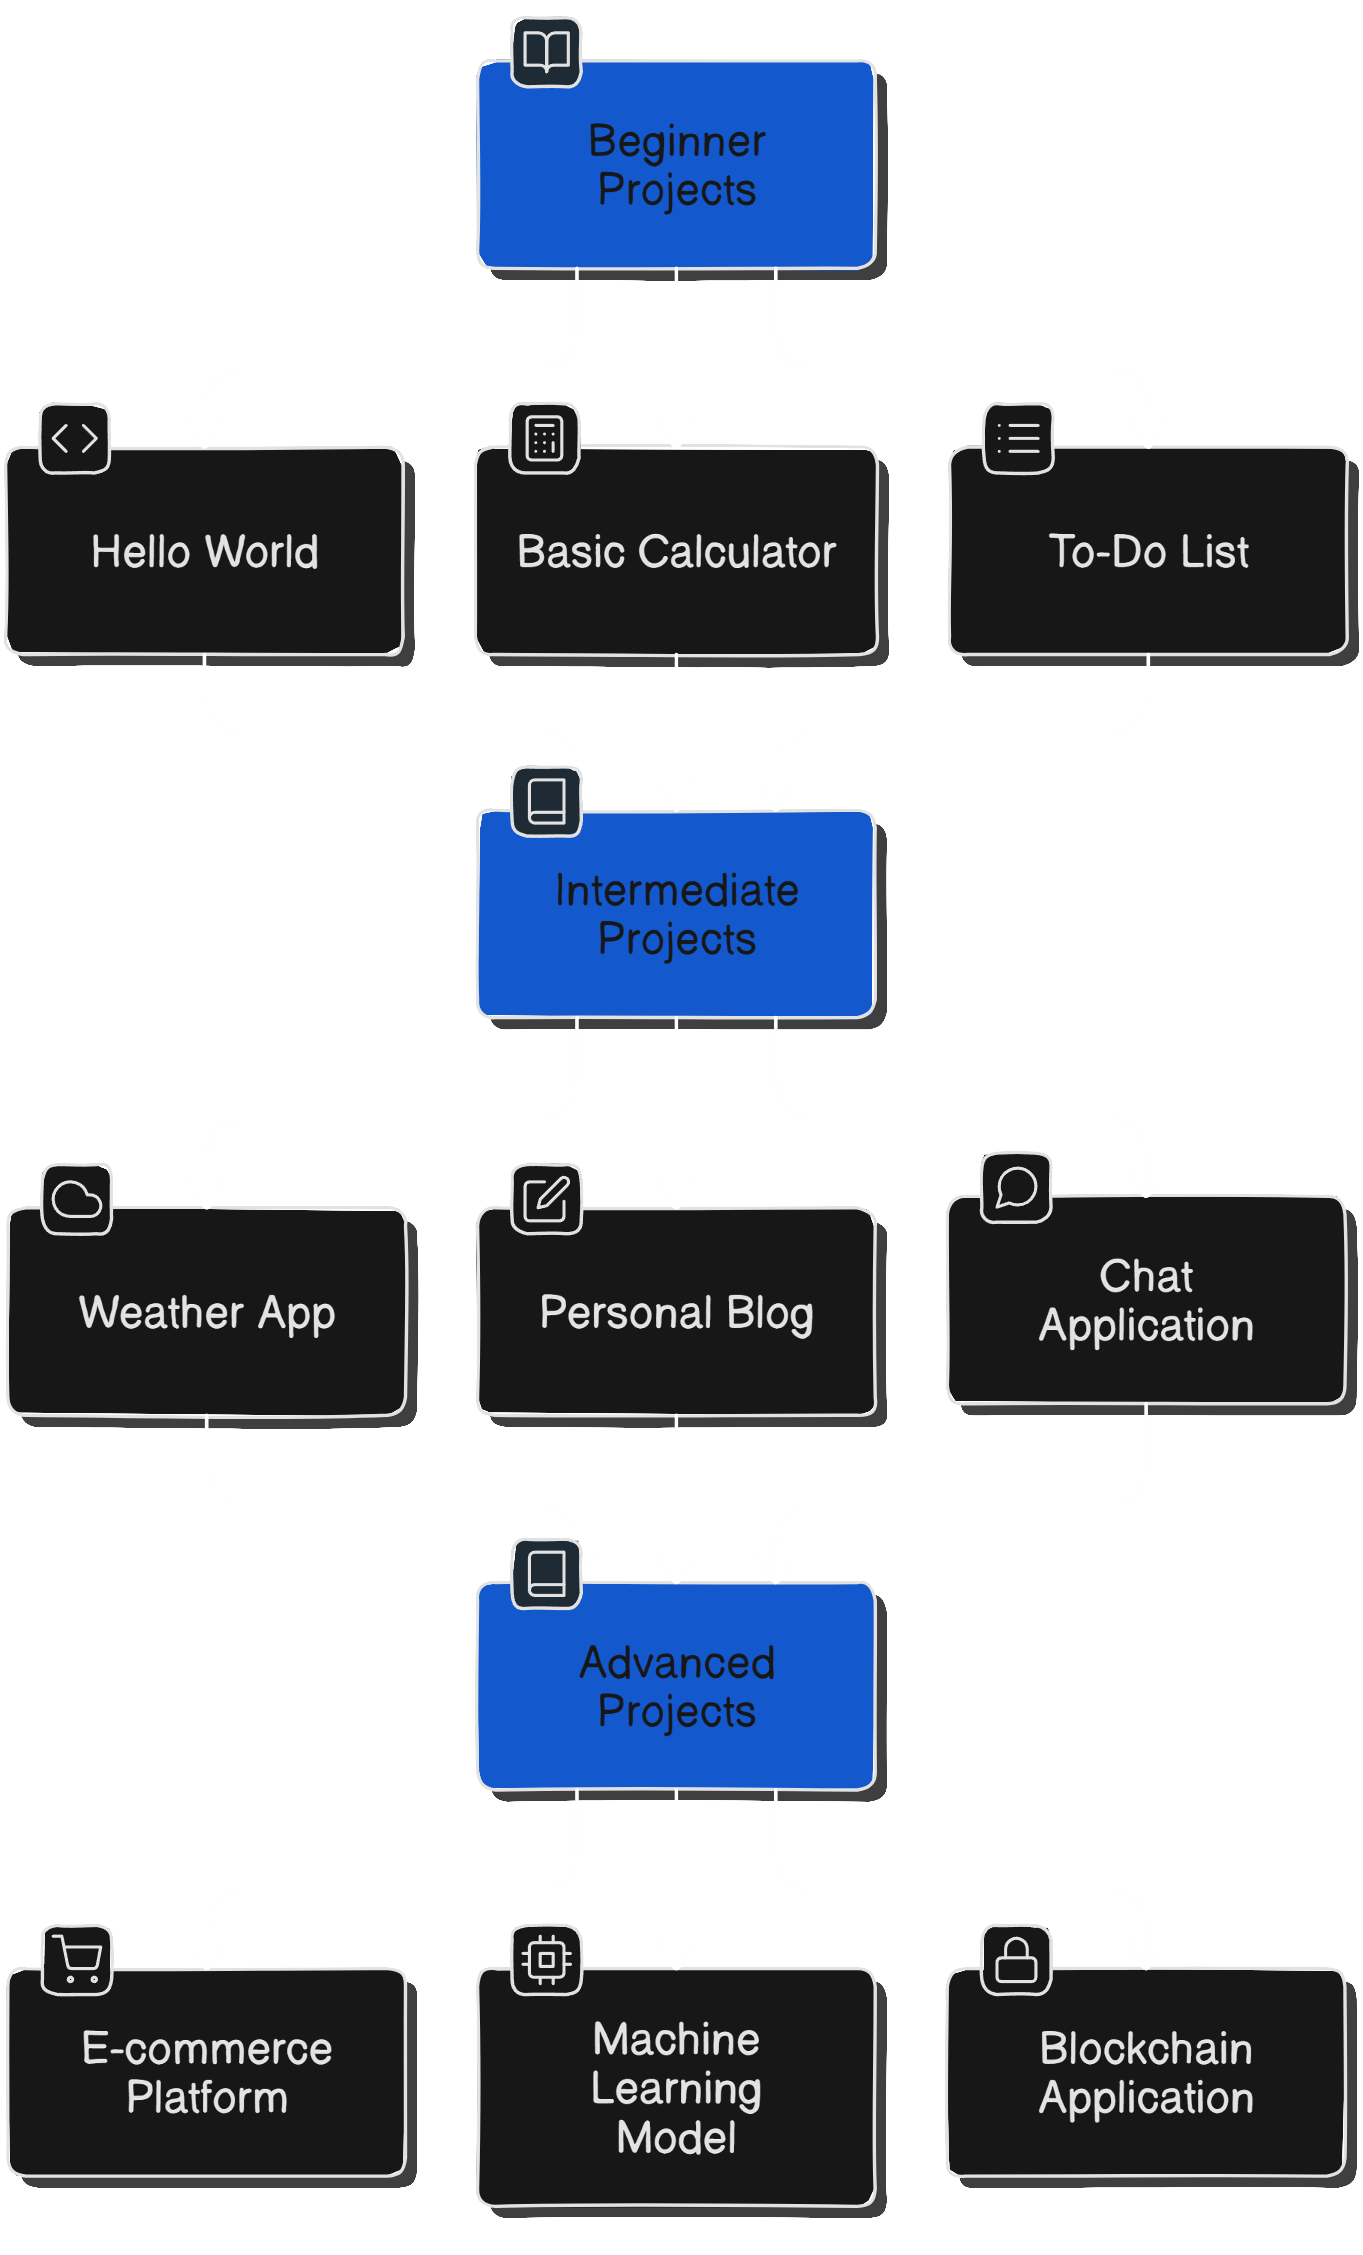 Beginner
Projects
Hello World
Basic Calculator
To-Do List
Intermediate
Projects
Weather App
Personal Blog
Chat
Application
Advanced
Projects
E-commerce
Platform
Machine
Learning
Model
Blockchain
Application